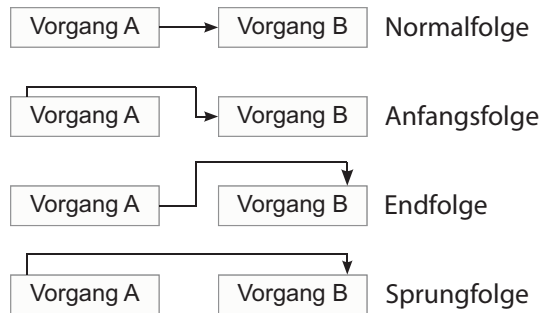 Vorgang A Vorgang B Normalfolge
Vorgang A Vorgang B Anfangsfolge
Vorgang A Vorgang B Endfolge
Vorgang A Vorgang B Sprungfolge